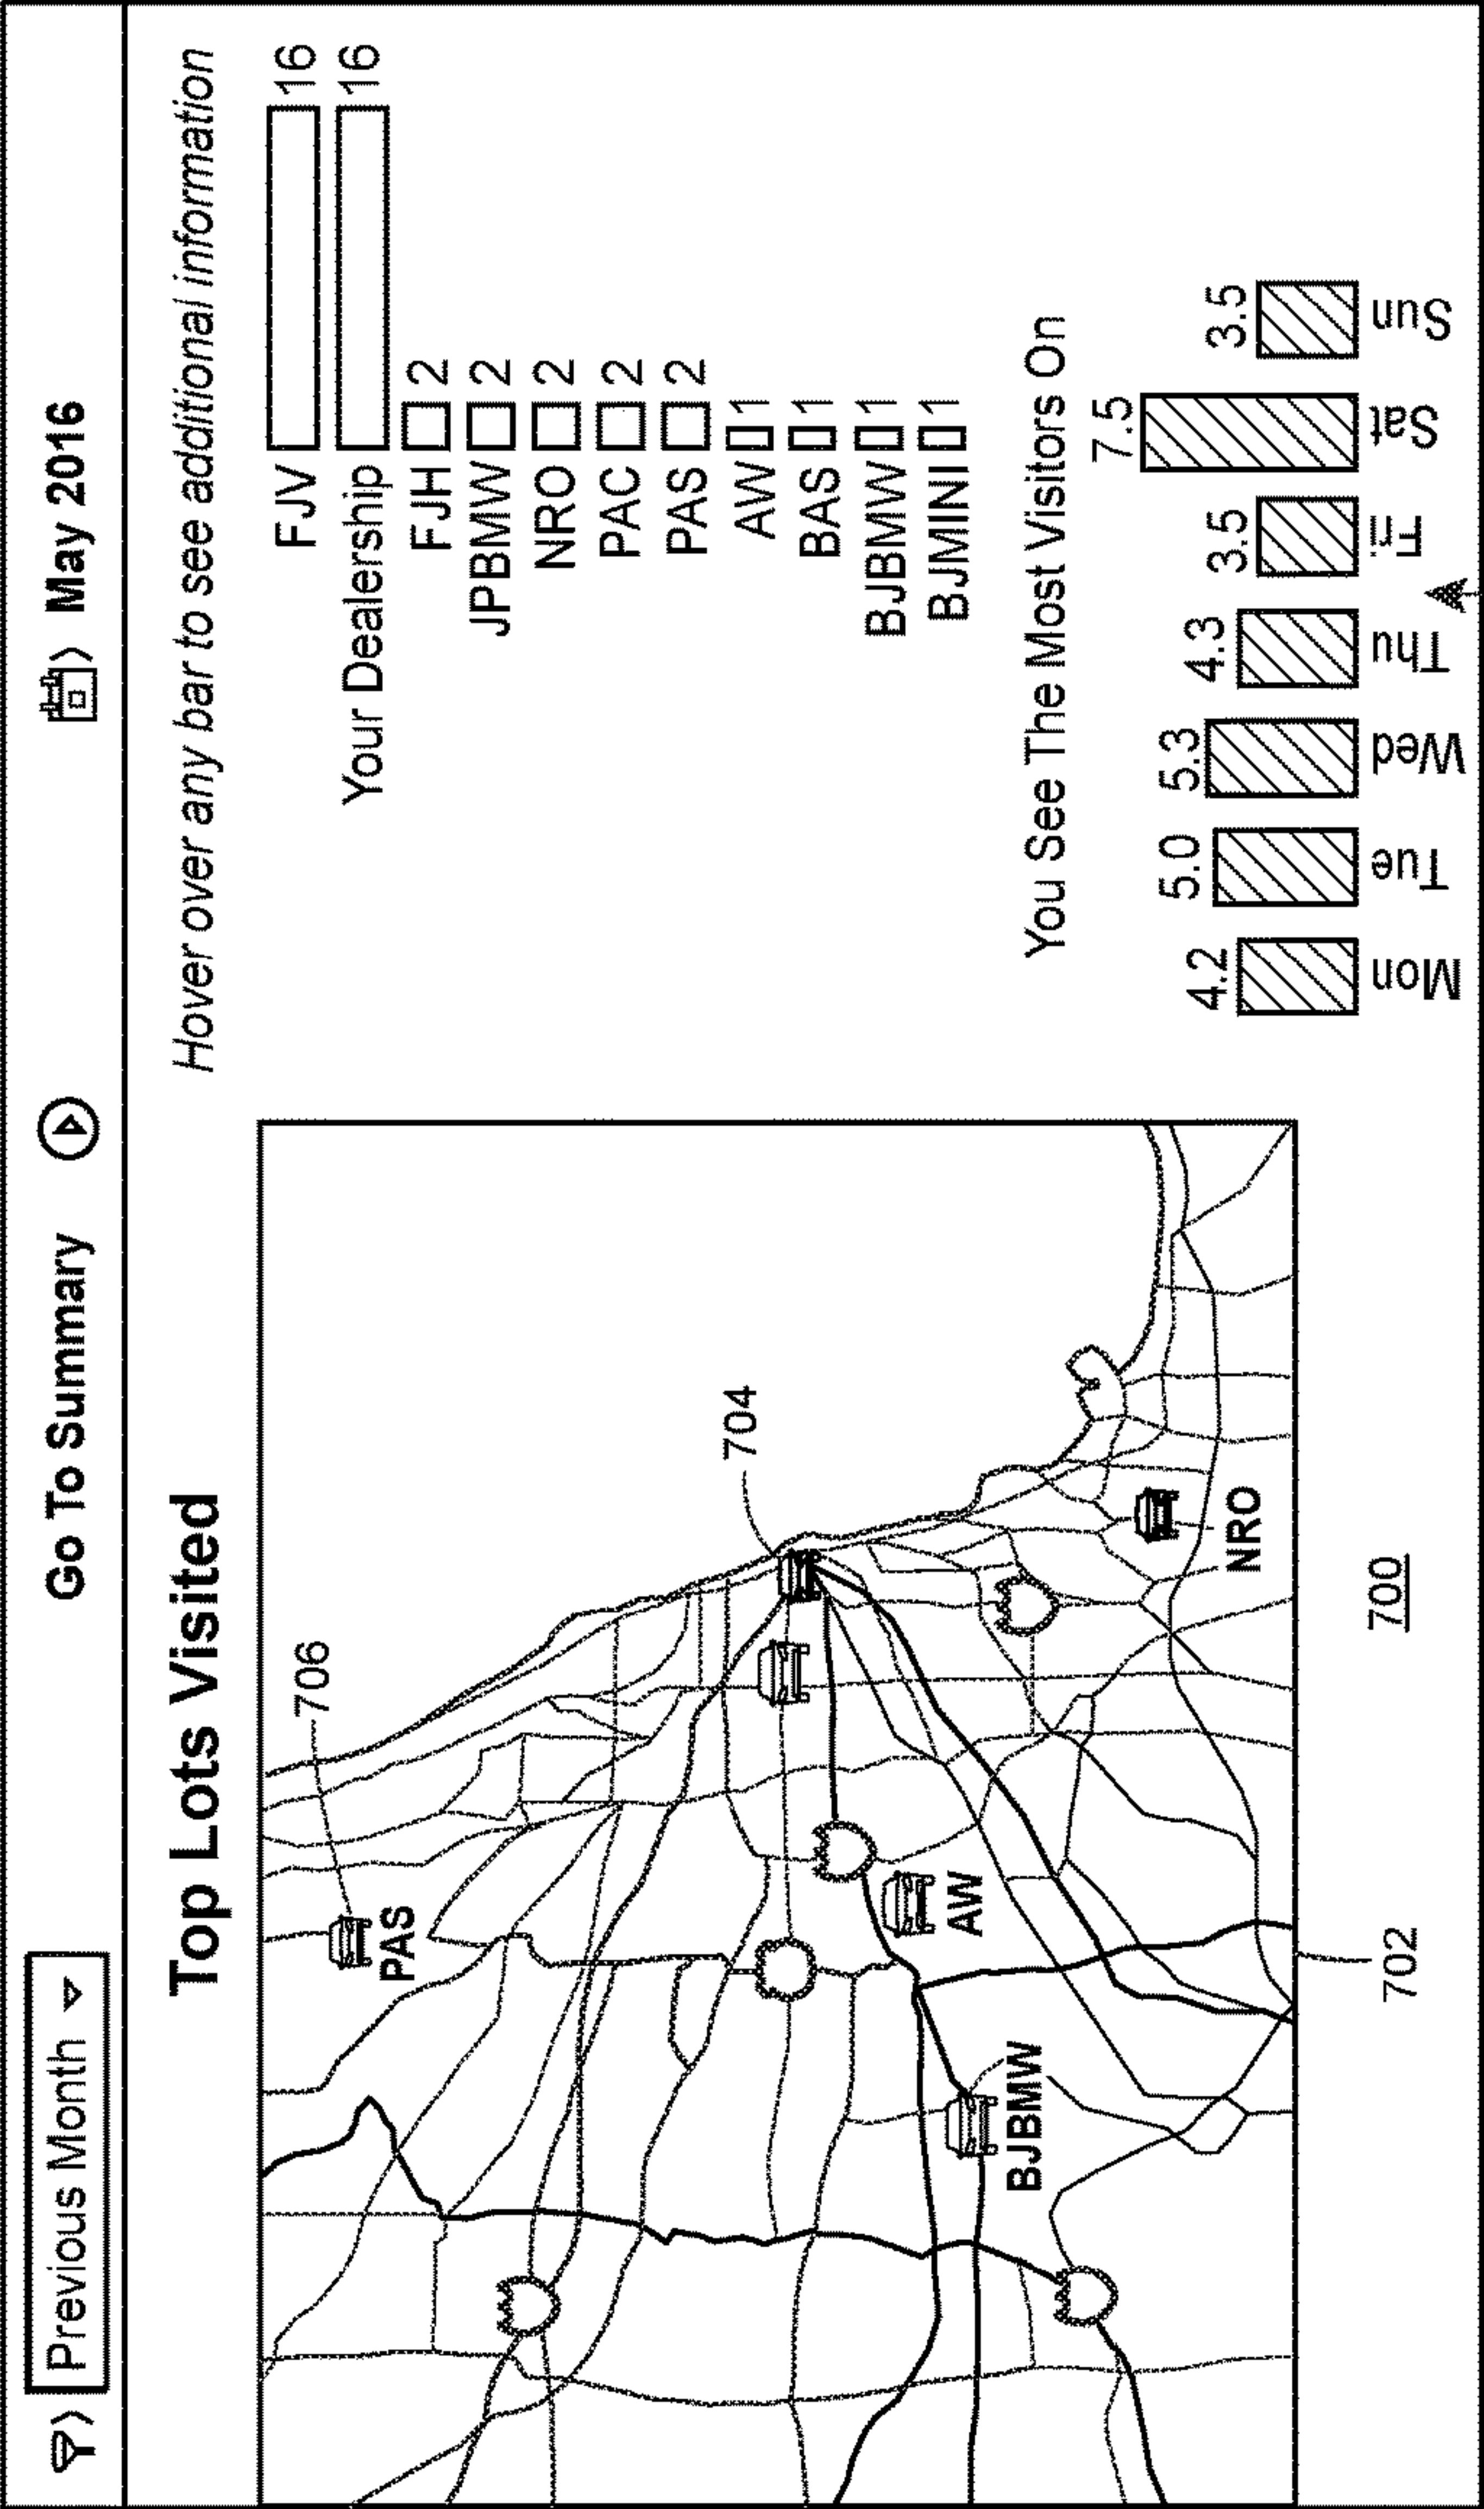 Previous Month
Go To Summary
May 2016
Top Lots Visited
Hover over any bar to see additional information
706
PAS
704
AW
BJBMW
NRO
702
700
FJV 16
Your Dealership 16
FJH 2
JPBMW 2
NRO 2
PAC 2
PAS 2
AW 1
BAS 1
BJBMW 1
BJMINI 1
You See The Most Visitors On
4.2 5.0 5.3 4.3 3.5 7.5 3.5
Mon Tue Wed Thu Fri Sat Sun